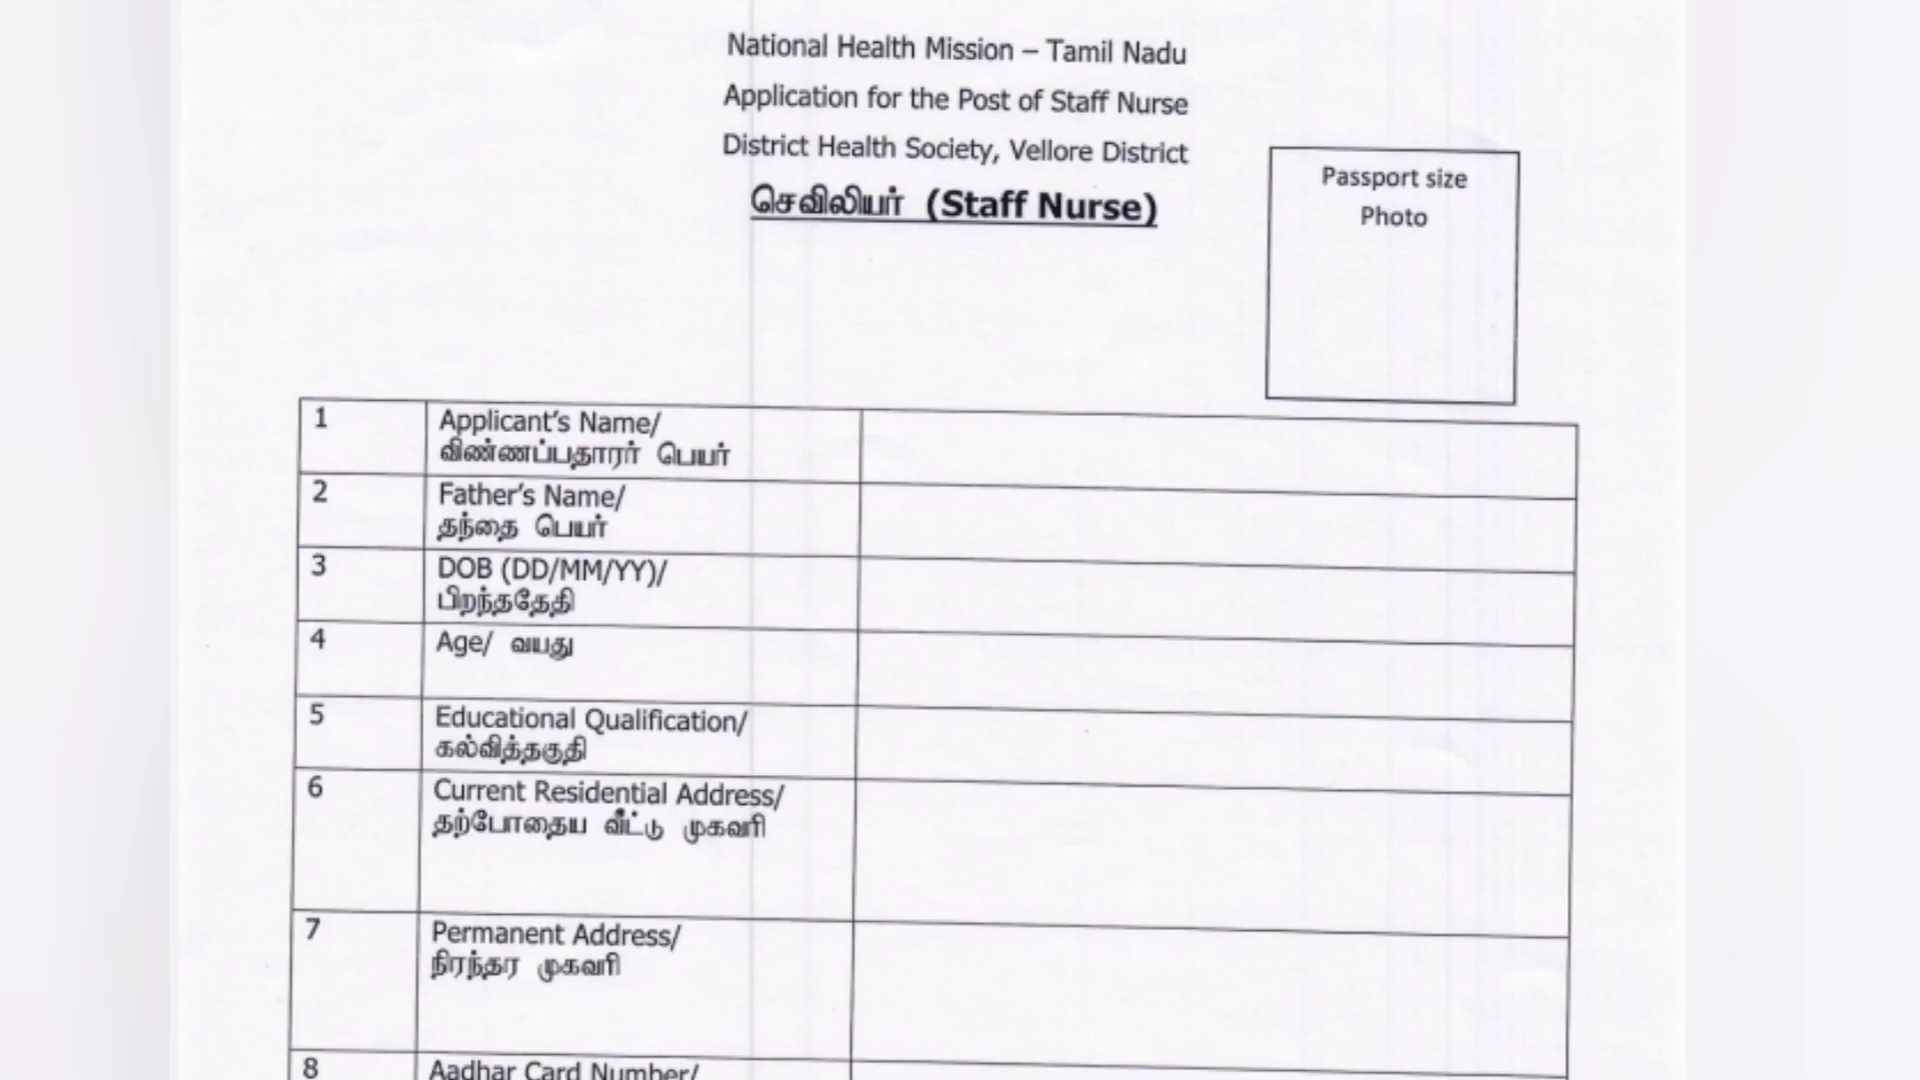 National Health Mission – Tamil Nadu
Application for the Post of Staff Nurse
District Health Society, Vellore District
செவிலியர் (Staff Nurse)
Passport size
Photo
1
Applicant's Name/
விண்ணப்பதாரர் பெயர்
2
Father's Name/
தந்தை பெயர்
3
DOB (DD/MM/YY)/
பிறந்ததேதி
4
Age/ வயது
5
Educational Qualification/
கல்வித்தகுதி
6
Current Residential Address/
தற்போதைய வீட்டு முகவரி
7
Permanent Address/
நிரந்தர முகவரி
8
Aadhar Card Number/